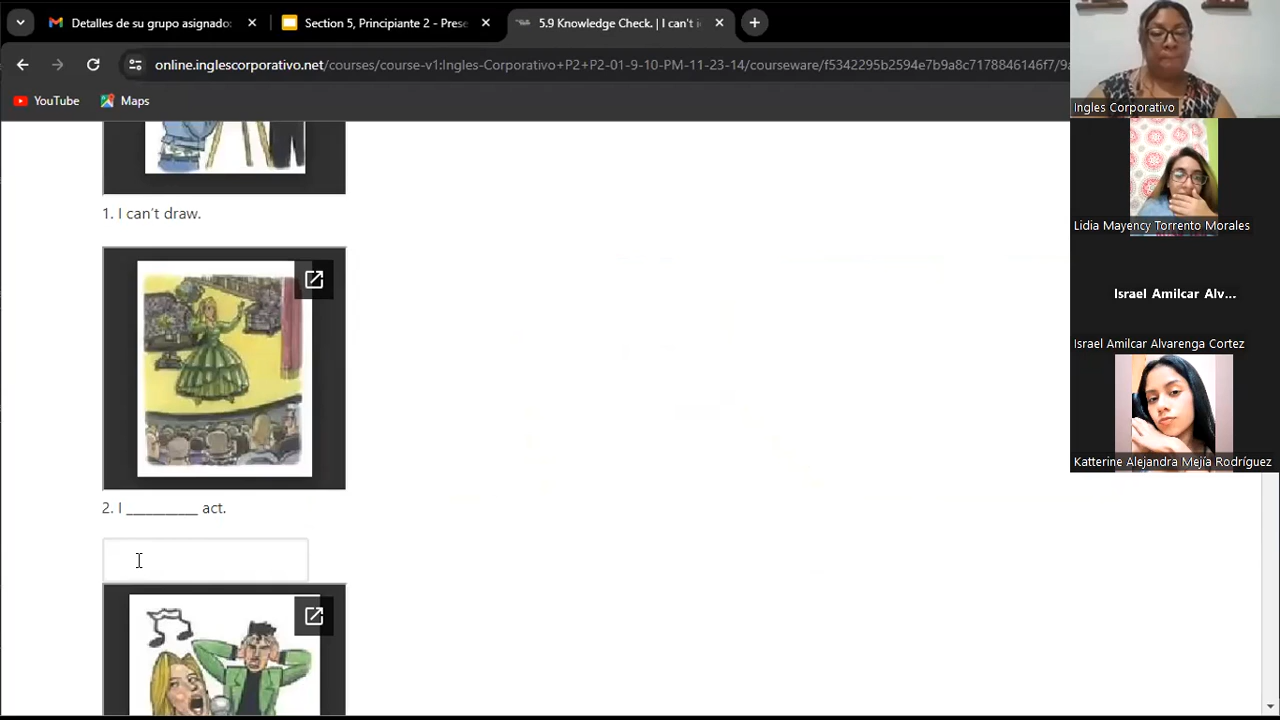 Detalles de su grupo asignado:
Section 5, Principiante 2 - Prese
5.9 Knowledge Check. | I can't i
online.inglescorporativo.net/courses/course-v1:Ingles-Corporativo+P2+P2-01-9-10-PM-11-23-14/courseware/f5342295b2594e7b9a8c7178846146f7/9a
YouTube
Maps
Ingles Corporativo
Lidia Mayency Torrento Morales
Israel Amilcar Alv...
Israel Amilcar Alvarenga Cortez
Katterine Alejandra Mejía Rodríguez
1. I can't draw.
2. I __________ act.